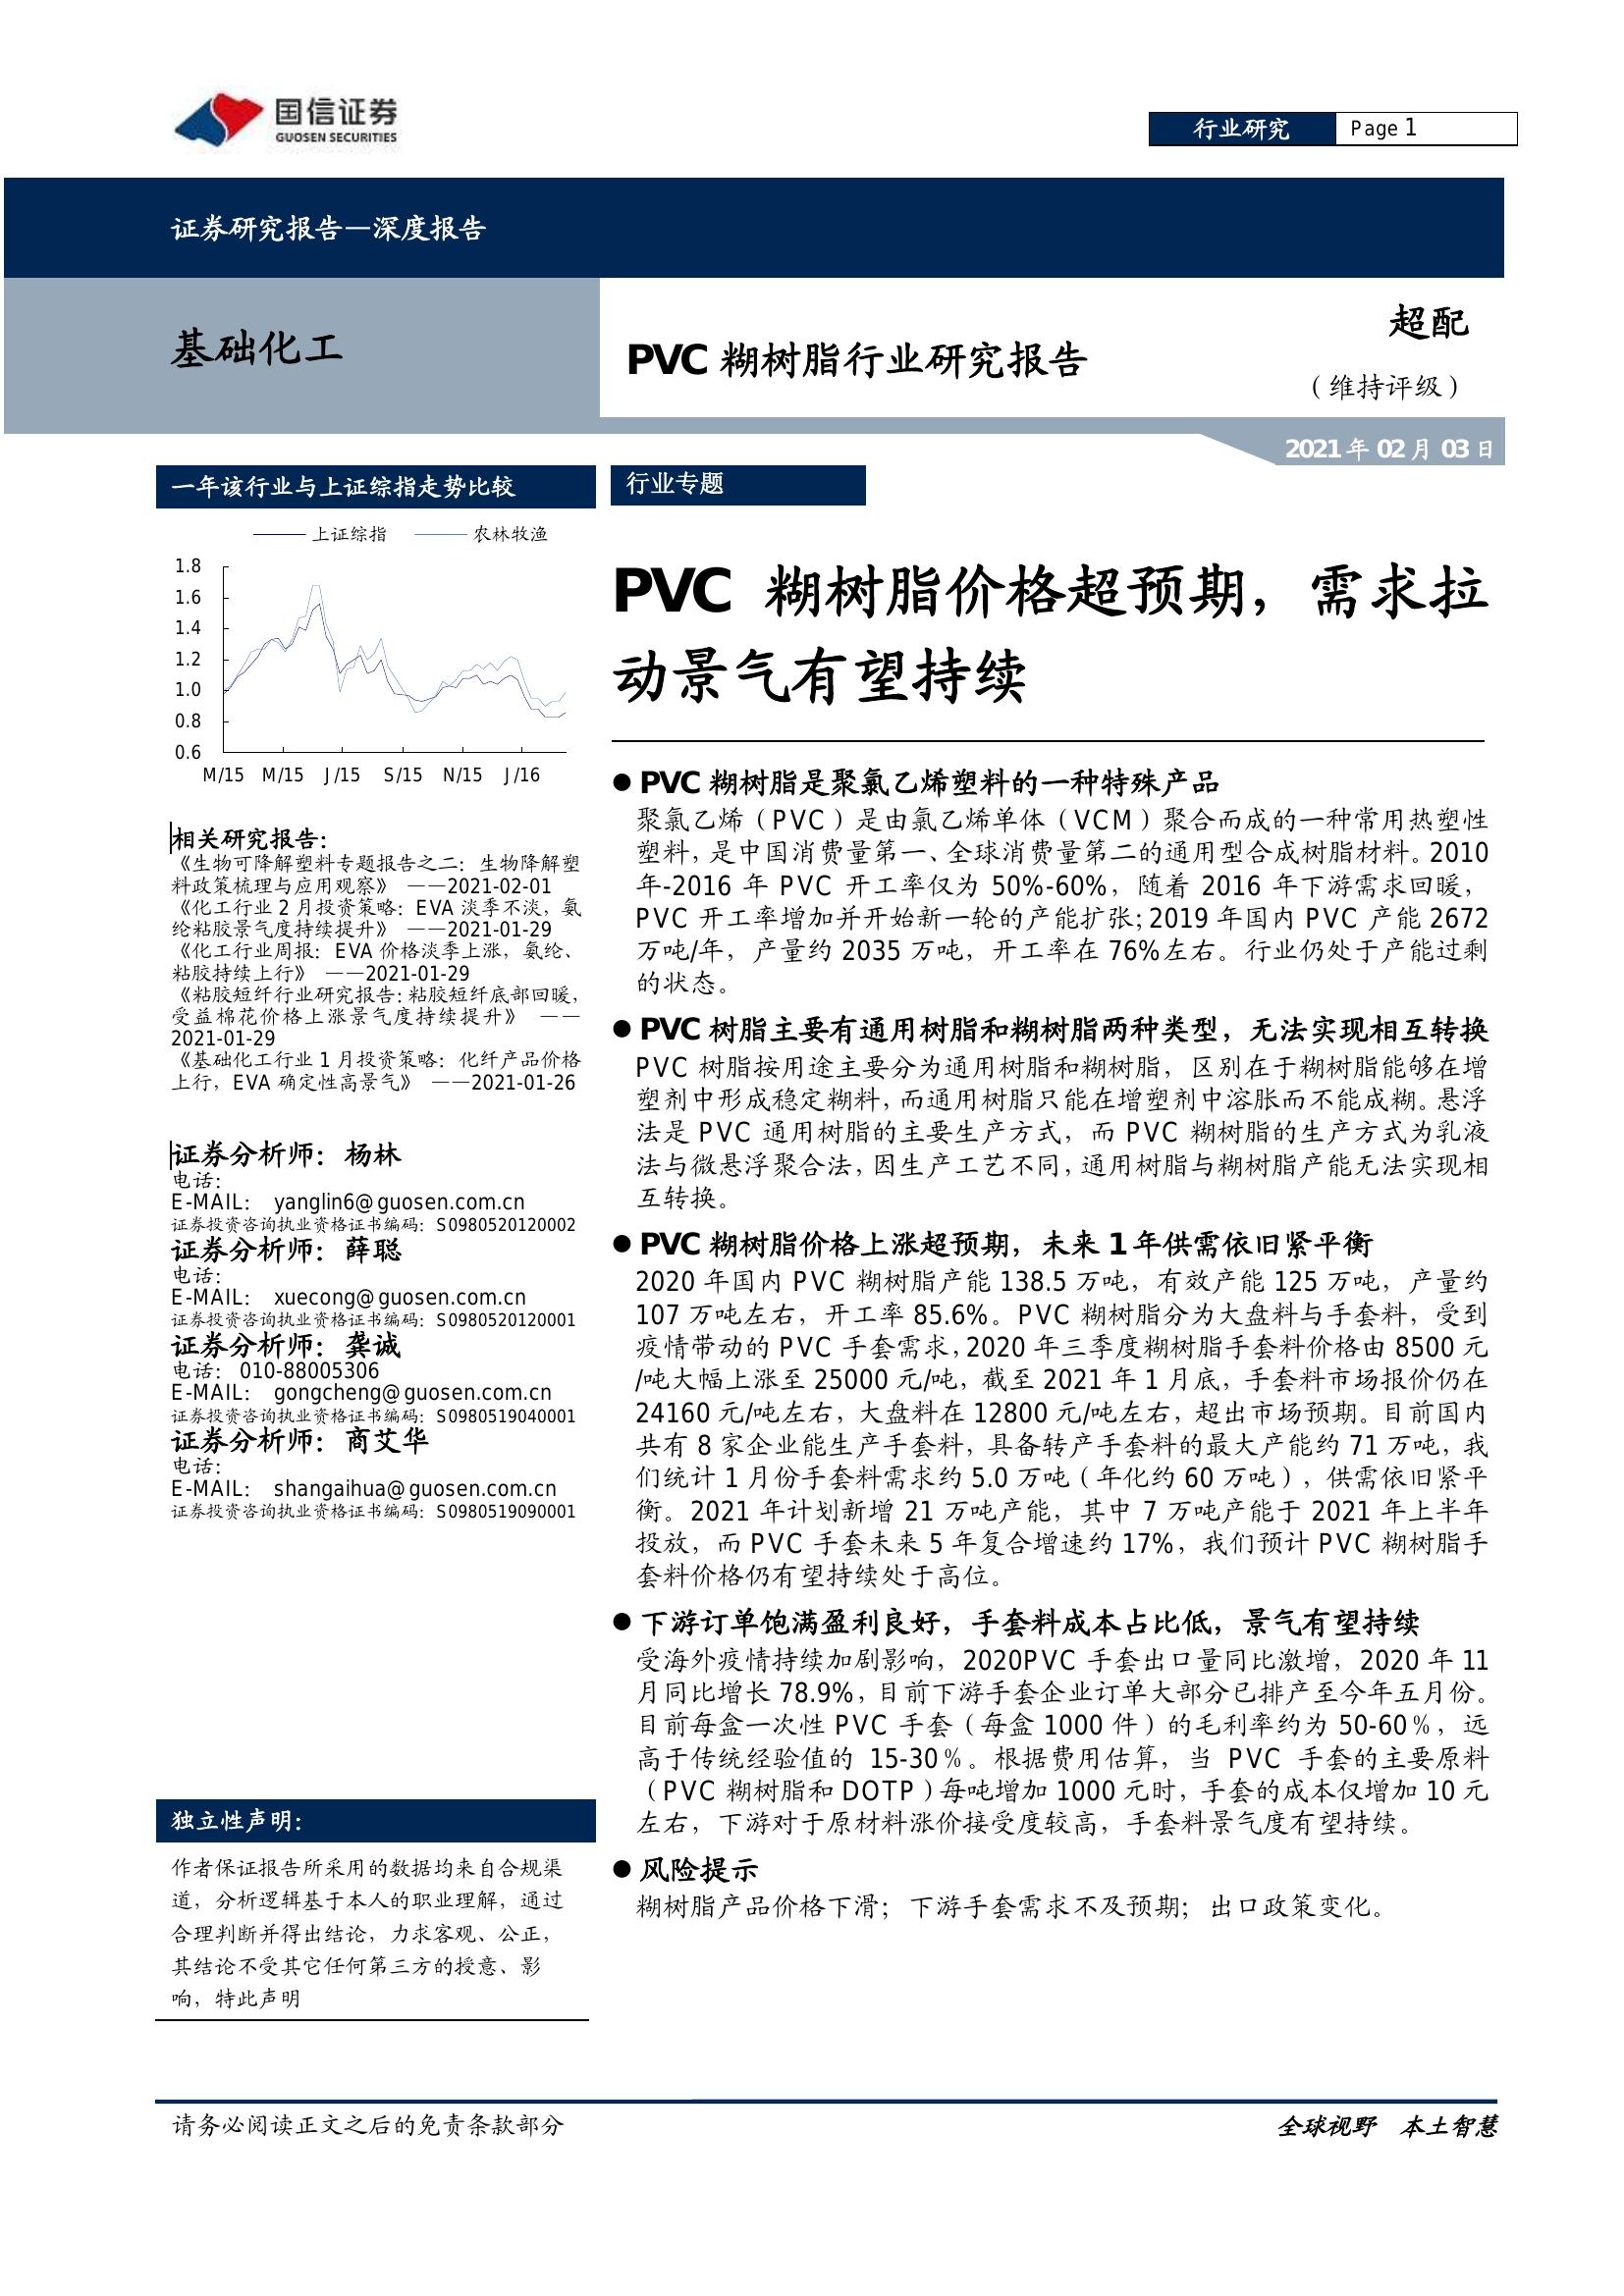 国信证券
GUOSEN SECURITIES
行业研究
Page 1
证券研究报告—深度报告
基础化工
PVC 糊树脂行业研究报告
超配
（维持评级）
2021 年 02 月 03 日
一年该行业与上证综指走势比较
上证综指 农林牧渔
1.8
1.6
1.4
1.2
1.0
0.8
0.6
M/15 M/15 J/15 S/15 N/15 J/16
相关研究报告：
《生物可降解塑料专题报告之二：生物降解塑
料政策梳理与应用观察》 ——2021-02-01
《化工行业 2 月投资策略：EVA 淡季不淡，氨
纶粘胶景气度持续提升》 ——2021-01-29
《化工行业周报：EVA 价格淡季上涨，氨纶、
粘胶持续上行》 ——2021-01-29
《粘胶短纤行业研究报告：粘胶短纤底部回暖，
受益棉花价格上涨景气度持续提升》 ——
2021-01-29
《基础化工行业 1 月投资策略：化纤产品价格
上行，EVA 确定性高景气》 ——2021-01-26
证券分析师：杨林
电话：
E-MAIL： yanglin6@guosen.com.cn
证券投资咨询执业资格证书编码：S0980520120002
证券分析师：薛聪
电话：
E-MAIL： xuecong@guosen.com.cn
证券投资咨询执业资格证书编码：S0980520120001
证券分析师：龚诚
电话： 010-88005306
E-MAIL： gongcheng@guosen.com.cn
证券投资咨询执业资格证书编码：S0980519040001
证券分析师：商艾华
电话：
E-MAIL： shangaihua@guosen.com.cn
证券投资咨询执业资格证书编码：S0980519090001
独立性声明：
作者保证报告所采用的数据均来自合规渠
道，分析逻辑基于本人的职业理解，通过
合理判断并得出结论，力求客观、公正，
其结论不受其它任何第三方的授意、影
响，特此声明
行业专题
PVC 糊树脂价格超预期，需求拉
动景气有望持续
● PVC 糊树脂是聚氯乙烯塑料的一种特殊产品
聚氯乙烯（PVC）是由氯乙烯单体（VCM）聚合而成的一种常用热塑性
塑料，是中国消费量第一、全球消费量第二的通用型合成树脂材料。2010
年-2016 年 PVC 开工率仅为 50%-60%，随着 2016 年下游需求回暖，
PVC 开工率增加并开始新一轮的产能扩张；2019 年国内 PVC 产能 2672
万吨/年，产量约 2035 万吨，开工率在 76%左右。行业仍处于产能过剩
的状态。
● PVC 树脂主要有通用树脂和糊树脂两种类型，无法实现相互转换
PVC 树脂按用途主要分为通用树脂和糊树脂，区别在于糊树脂能够在增
塑剂中形成稳定糊料，而通用树脂只能在增塑剂中溶胀而不能成糊。悬浮
法是 PVC 通用树脂的主要生产方式，而 PVC 糊树脂的生产方式为乳液
法与微悬浮聚合法，因生产工艺不同，通用树脂与糊树脂产能无法实现相
互转换。
● PVC 糊树脂价格上涨超预期，未来 1 年供需依旧紧平衡
2020 年国内 PVC 糊树脂产能 138.5 万吨，有效产能 125 万吨，产量约
107 万吨左右，开工率 85.6%。PVC 糊树脂分为大盘料与手套料，受到
疫情带动的 PVC 手套需求，2020 年三季度糊树脂手套料价格由 8500 元
/吨大幅上涨至 25000 元/吨，截至 2021 年 1 月底，手套料市场报价仍在
24160 元/吨左右，大盘料在 12800 元/吨左右，超出市场预期。目前国内
共有 8 家企业能生产手套料，具备转产手套料的最大产能约 71 万吨，我
们统计 1 月份手套料需求约 5.0 万吨（年化约 60 万吨），供需依旧紧平
衡。2021 年计划新增 21 万吨产能，其中 7 万吨产能于 2021 年上半年
投放，而 PVC 手套未来 5 年复合增速约 17%，我们预计 PVC 糊树脂手
套料价格仍有望持续处于高位。
● 下游订单饱满盈利良好，手套料成本占比低，景气有望持续
受海外疫情持续加剧影响，2020PVC 手套出口量同比激增，2020 年 11
月同比增长 78.9%，目前下游手套企业订单大部分已排产至今年五月份。
目前每盒一次性 PVC 手套（每盒 1000 件）的毛利率约为 50-60%，远
高于传统经验值的 15-30%。根据费用估算，当 PVC 手套的主要原料
（PVC 糊树脂和 DOTP）每吨增加 1000 元时，手套的成本仅增加 10 元
左右，下游对于原材料涨价接受度较高，手套料景气度有望持续。
● 风险提示
糊树脂产品价格下滑；下游手套需求不及预期；出口政策变化。
请务必阅读正文之后的免责条款部分
全球视野 本土智慧